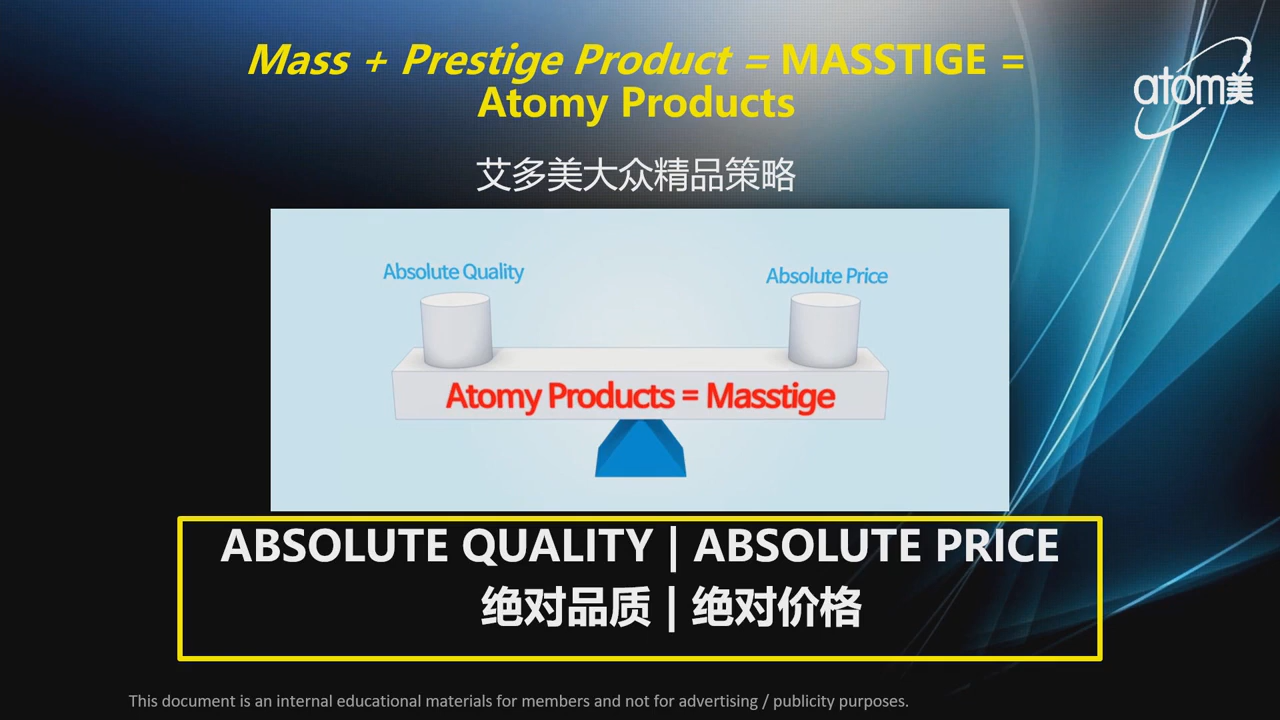 Mass + Prestige Product = MASSTIGE =
Atomy Products
atom美
艾多美大众精品策略
Absolute Quality
Absolute Price
Atomy Products = Masstige
ABSOLUTE QUALITY | ABSOLUTE PRICE
绝对品质 | 绝对价格
This document is an internal educational materials for members and not for advertising / publicity purposes.